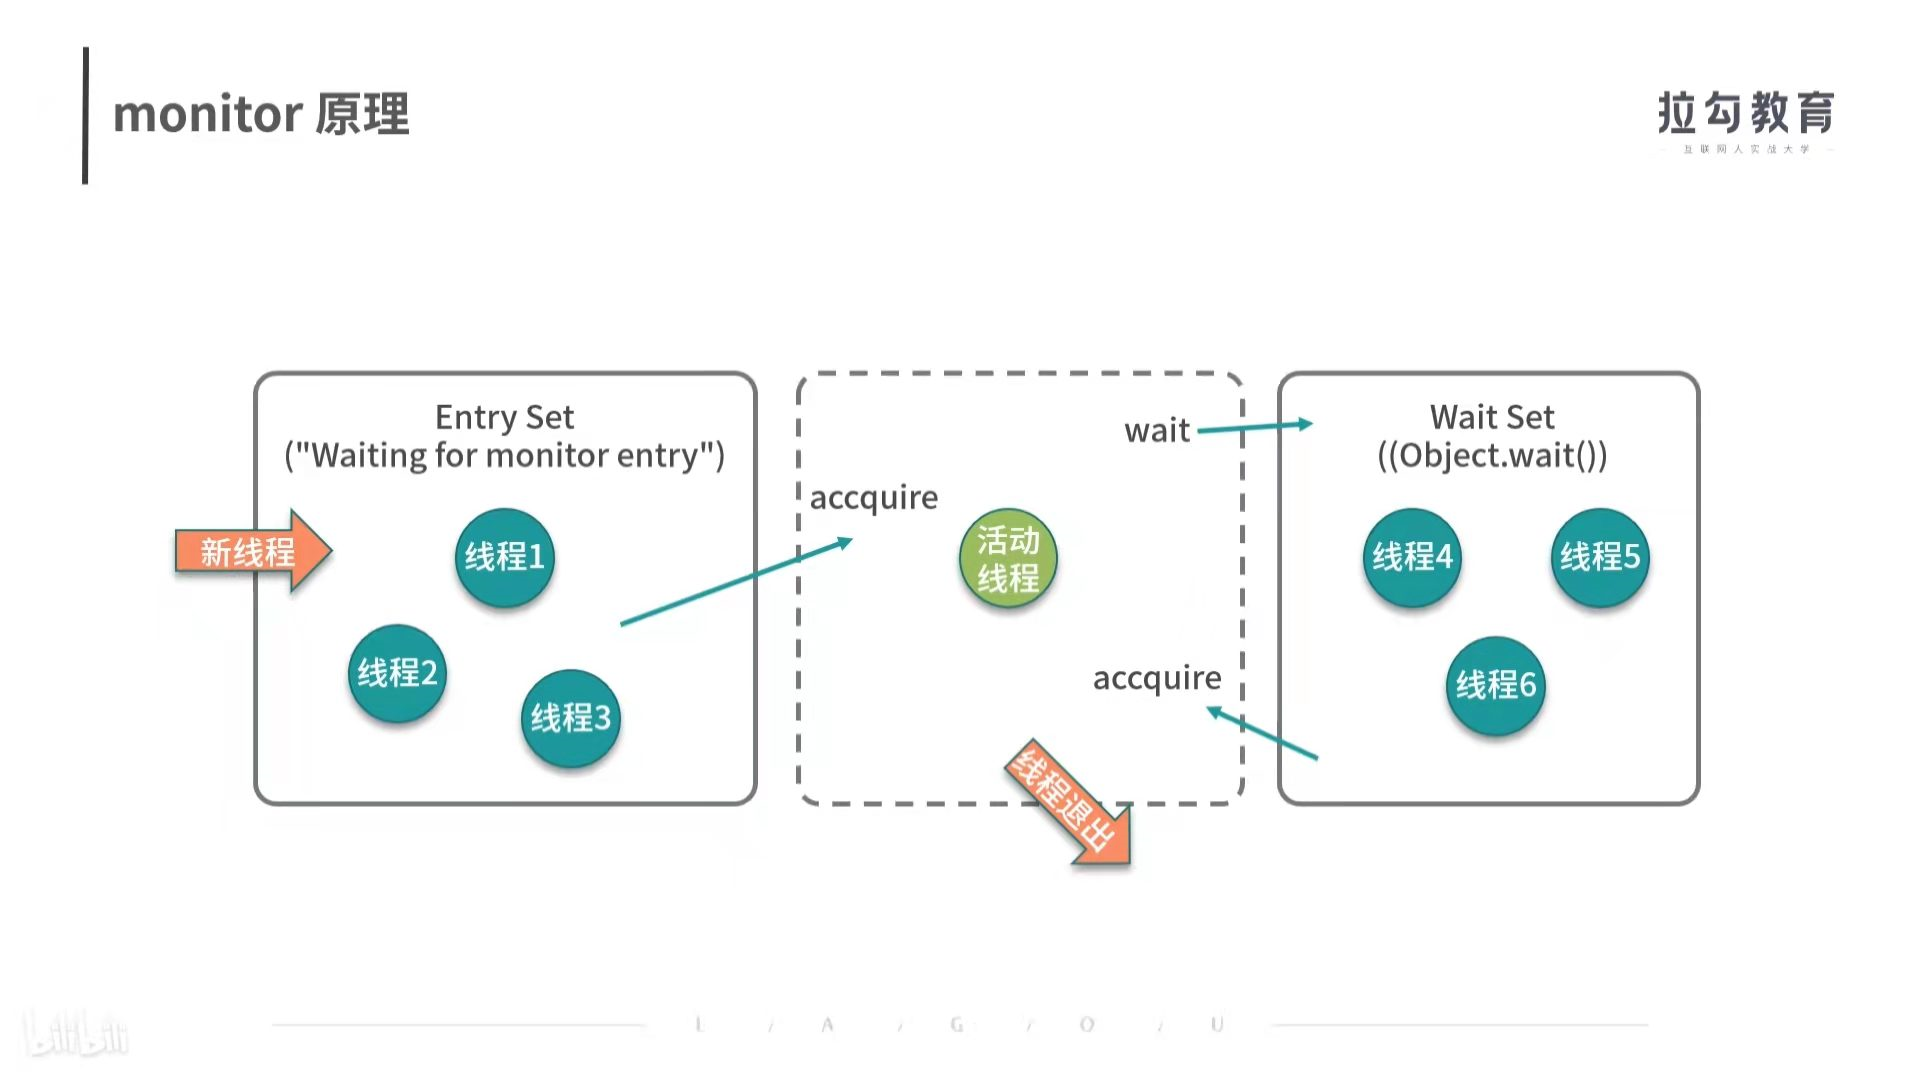 monitor 原理
拉勾教育
互联网人实战大学
Entry Set
("Waiting for monitor entry")
新线程
线程1
线程2
线程3
accquire
活动
线程
wait
accquire
线程退出
Wait Set
((Object.wait())
线程4
线程5
线程6
L / A / G / O / U
bilibili